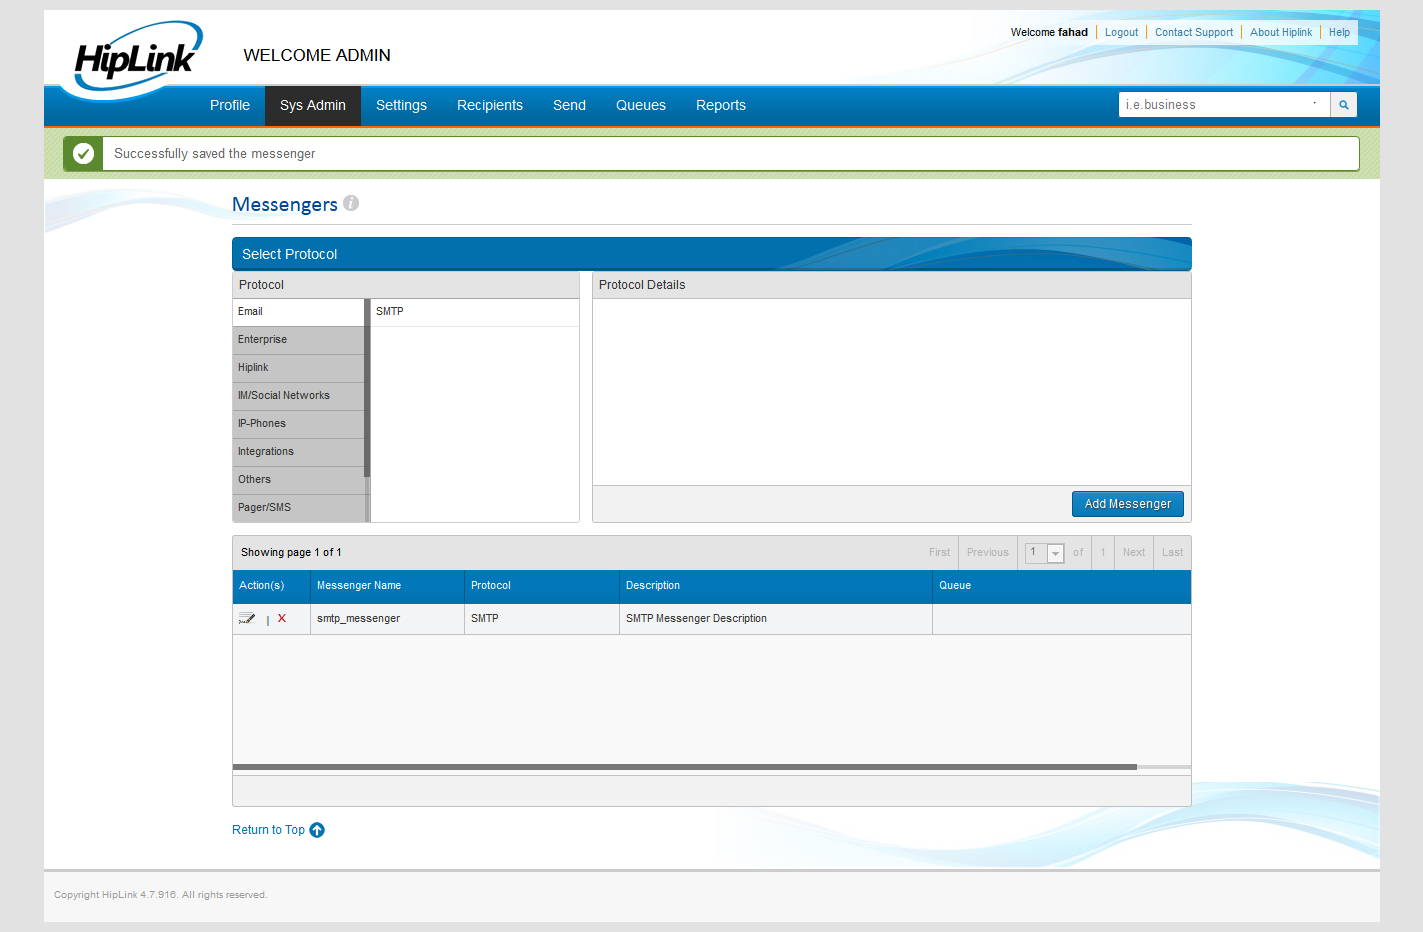 HipLink
WELCOME ADMIN
Welcome fahad Logout Contact Support About Hiplink Help
Profile Sys Admin Settings Recipients Send Queues Reports i.e.business
Successfully saved the messenger
Messengers i
Select Protocol
Protocol Protocol Details
Email SMTP
Enterprise
Hiplink
IM/Social Networks
IP-Phones
Integrations
Others
Pager/SMS
Add Messenger
Showing page 1 of 1 First Previous 1 of 1 Next Last
Action(s) Messenger Name Protocol Description Queue
| X smtp_messenger SMTP SMTP Messenger Description
Return to Top
Copyright HipLink 4.7.916. All rights reserved.